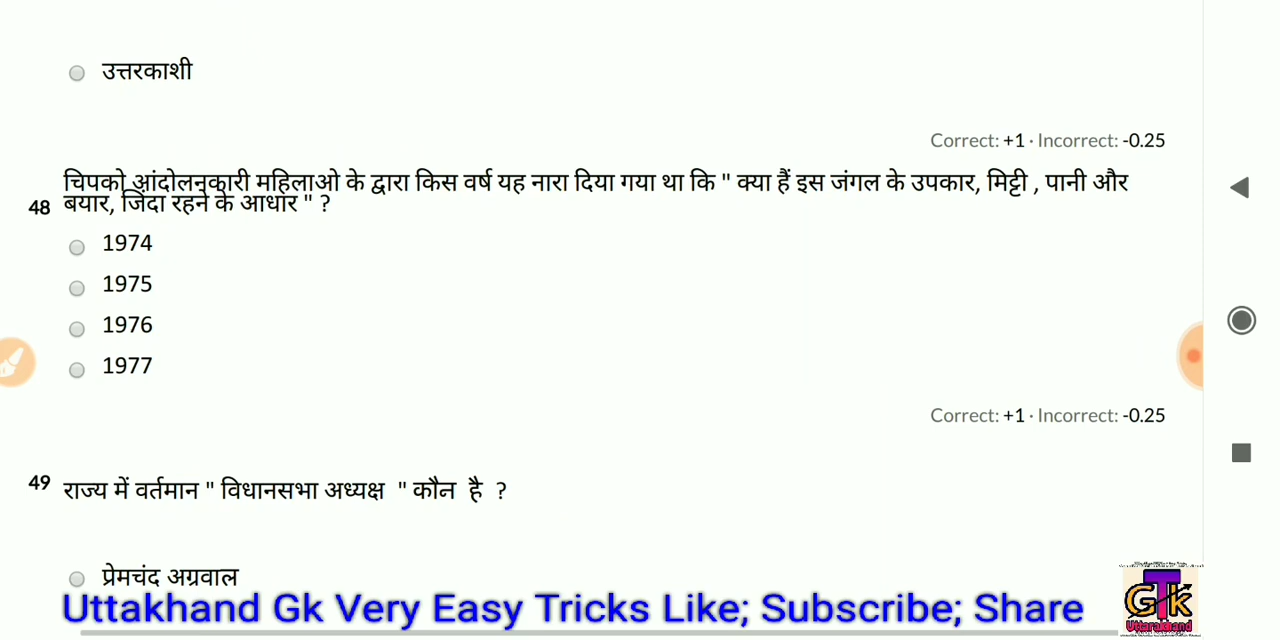 उत्तरकाशी
Correct: +1 · Incorrect: -0.25
चिपको आंदोलनकारी महिलाओ के द्वारा किस वर्ष यह नारा दिया गया था कि " क्या हैं इस जंगल के उपकार, मिट्टी , पानी और
48 बयार, जिंदा रहने के आधार " ?
1974
1975
1976
1977
Correct: +1 · Incorrect: -0.25
49 राज्य में वर्तमान " विधानसभा अध्यक्ष " कौन है ?
प्रेमचंद अग्रवाल
Uttakhand Gk Very Easy Tricks Like; Subscribe; Share
GTK
Uttarakhand